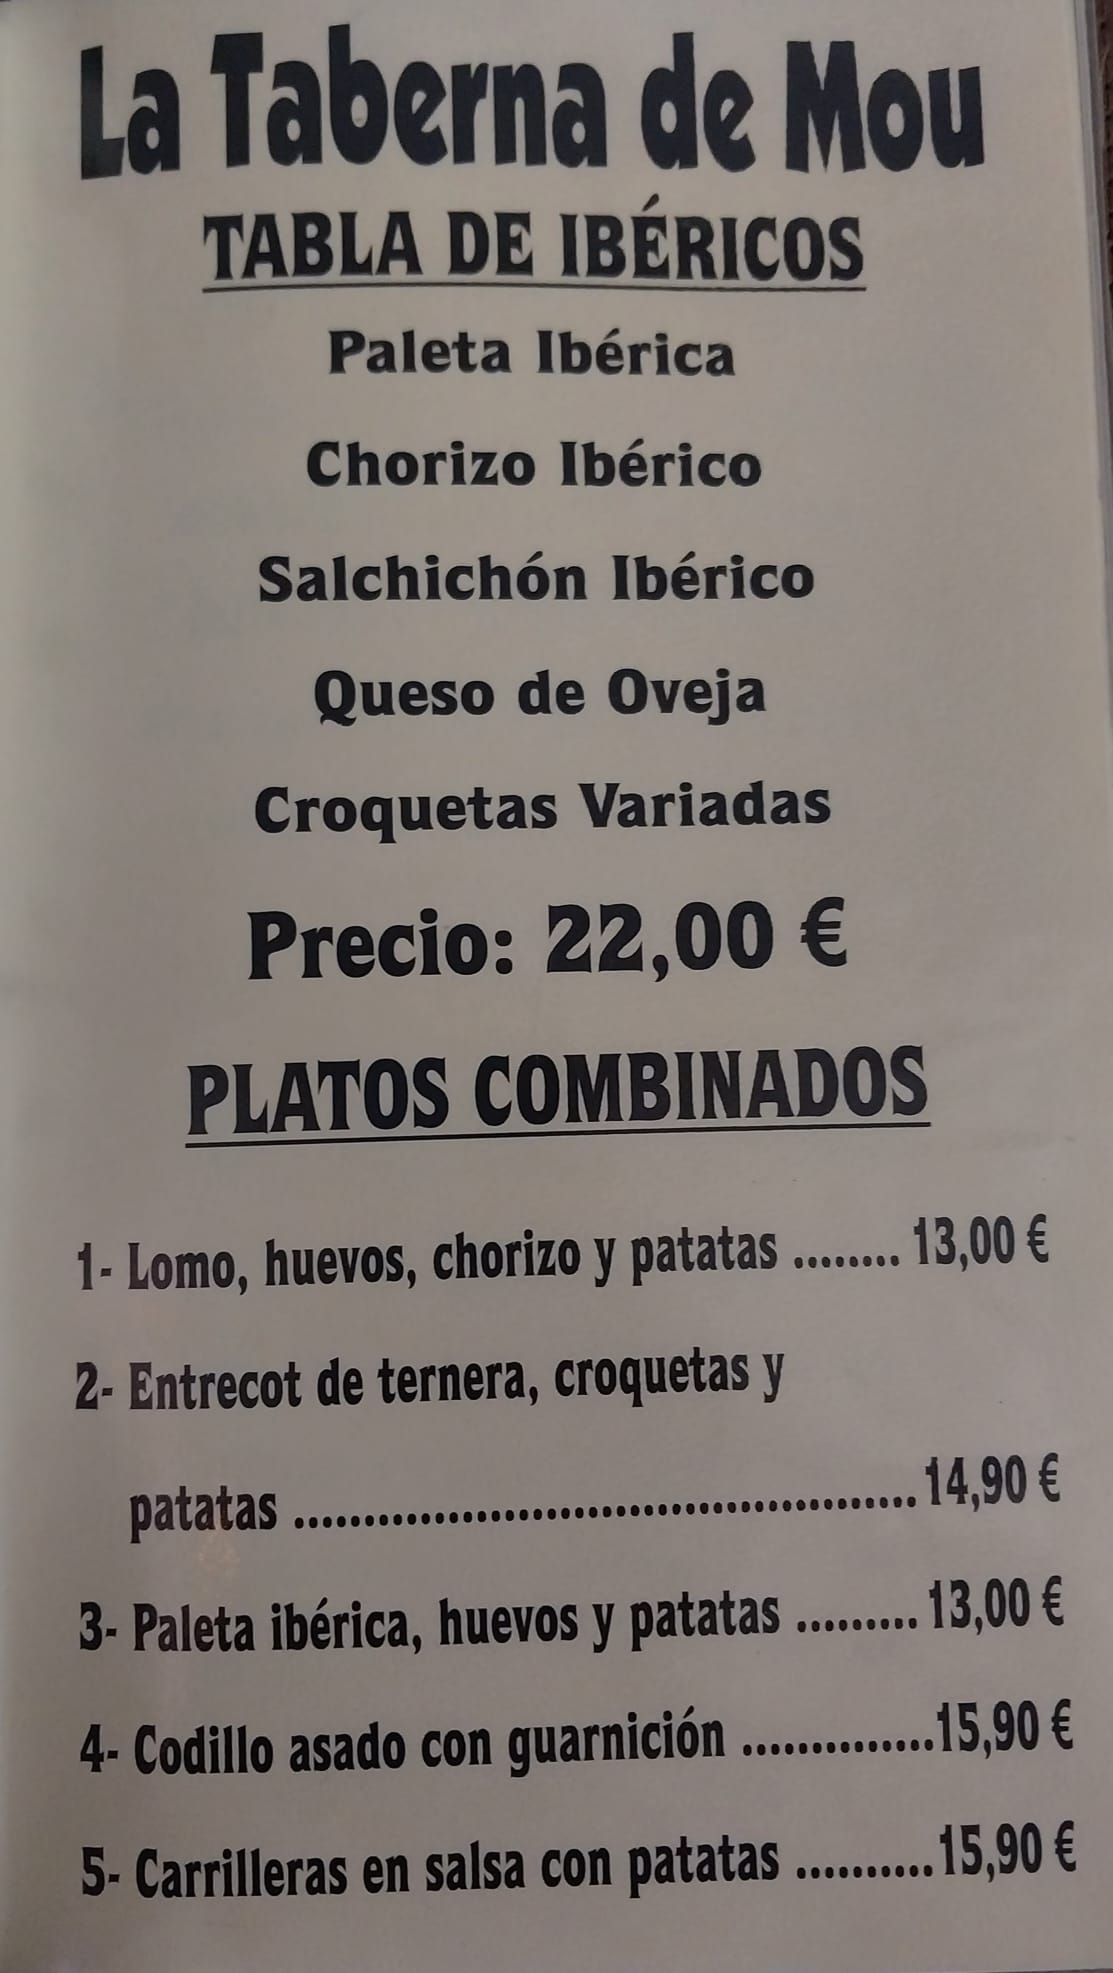 La Taberna de Mou
TABLA DE IBÉRICOS
Paleta Ibérica
Chorizo Ibérico
Salchichón Ibérico
Queso de Oveja
Croquetas Variadas
Precio: 22,00 €
PLATOS COMBINADOS
1- Lomo, huevos, chorizo y patatas ........ 13,00 €
2- Entrecot de ternera, croquetas y
patatas ............................................. 14,90 €
3- Paleta ibérica, huevos y patatas ......... 13,00 €
4- Codillo asado con guarnición ..............15,90 €
5- Carrilleras en salsa con patatas ..........15,90 €